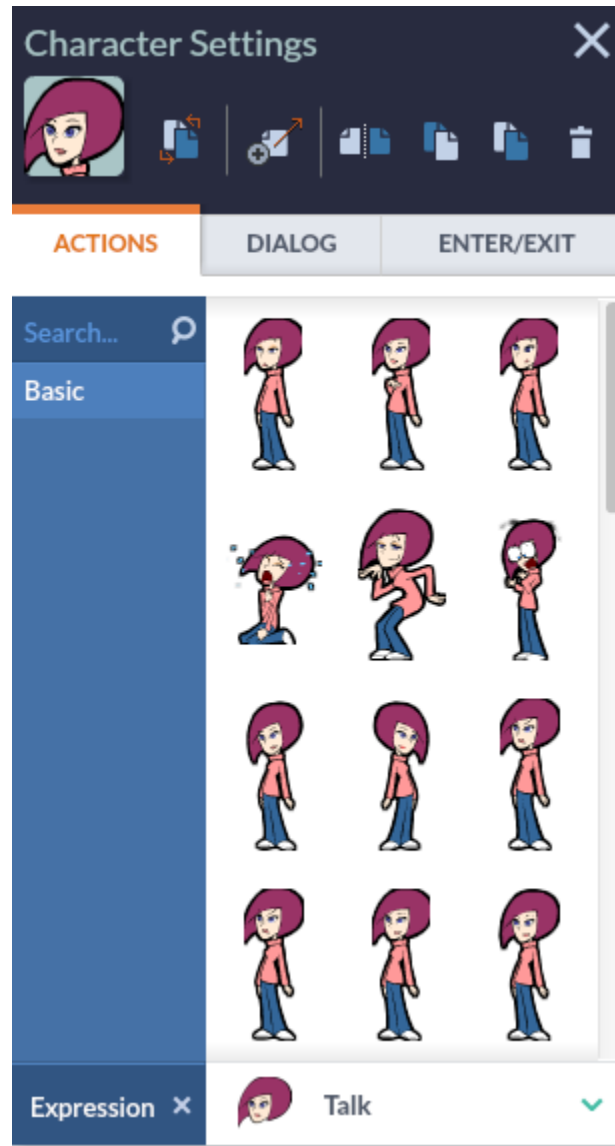 Character Settings
ACTIONS DIALOG ENTER/EXIT
Search...
Basic
Expression Talk